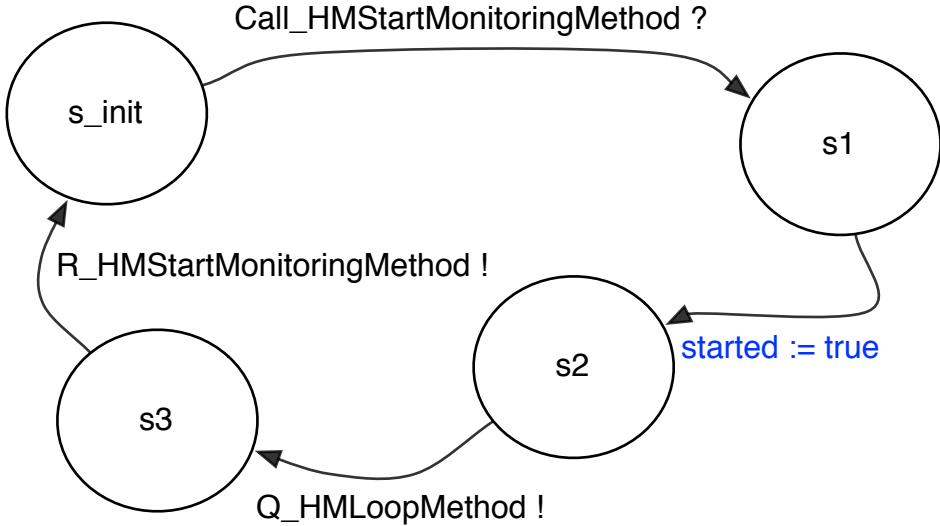 Call_HMStartMonitoringMethod ?
s_init
s1
R_HMStartMonitoringMethod !
started := true
s2
s3
Q_HMLoopMethod !